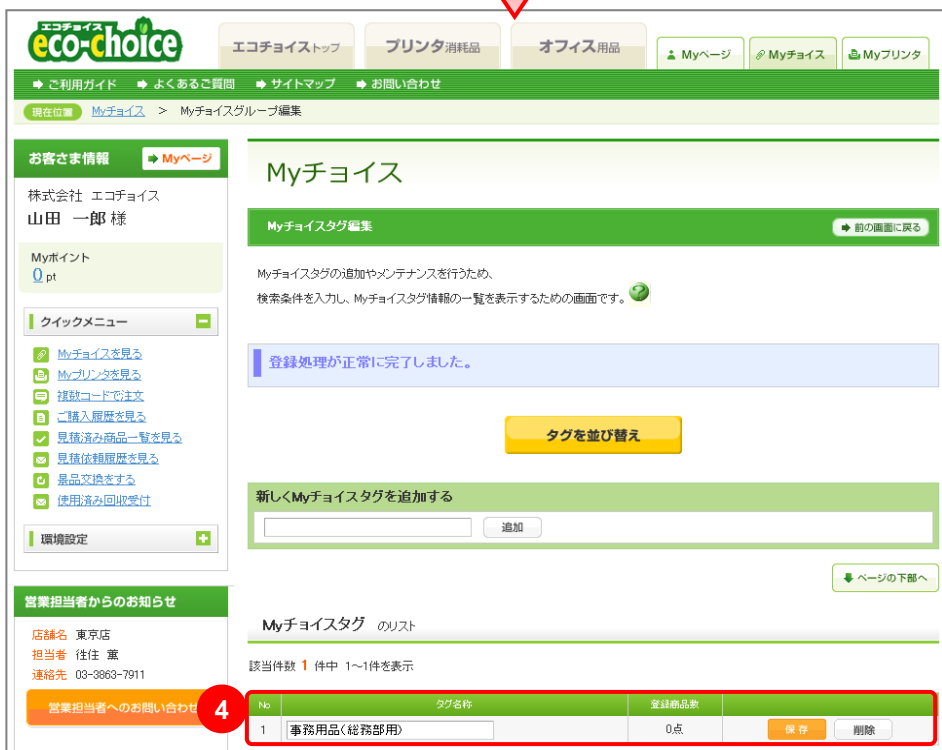 エコチョイス
eco-choice
エコチョイストップ
プリンタ消耗品
オフィス用品
Myページ
Myチョイス
Myプリンタ
ご利用ガイド よくあるご質問 サイトマップ お問い合わせ
現在位置 Myチョイス > Myチョイスグループ編集
お客さま情報 Myページ
株式会社 エコチョイス
山田 一郎 様
Myポイント
0 pt
クイックメニュー
Myチョイスを見る
Myプリンタを見る
複数コードで注文
ご購入履歴を見る
見積済み商品一覧を見る
見積依頼履歴を見る
景品交換をする
使用済み回収受付
環境設定
営業担当者からのお知らせ
店舗名 東京店
担当者 徃住 薫
連絡先 03-3863-7911
営業担当者へのお問い合わせ
Myチョイス
Myチョイスタグ編集
前の画面に戻る
Myチョイスタグの追加やメンテナンスを行うため、
検索条件を入力し、Myチョイスタグ情報の一覧を表示するための画面です。
登録処理が正常に完了しました。
タグを並び替え
新しくMyチョイスタグを追加する
追加
ページの下部へ
Myチョイスタグ のリスト
該当件数 1 件中 1～1件を表示
4
No タグ名称 登録商品数
1 事務用品(総務部用) 0点 保存 削除